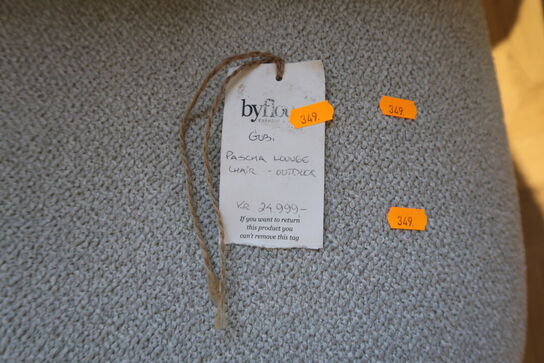 byflou
349.
349.
GUBi
PASCHA LOUNGE
CHAIR - OUTDOOR
349.
KR 24 999-
If you want to return
this product you
can't remove this tag